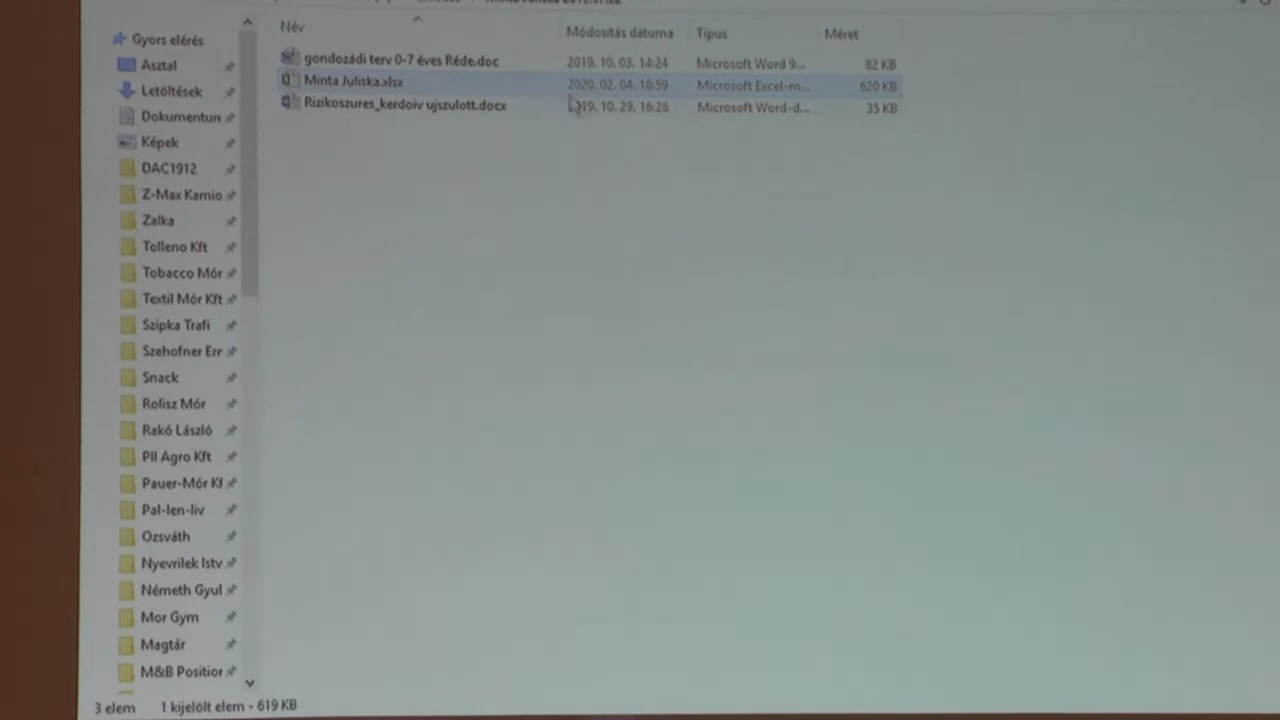 Név Módosítás dátuma Típus Méret
Gyors elérés
Asztal
Letöltések
Dokumentun
Képek
DAC1912
Z-Max Kamio
Zalka
Tolleno Kft
Tobacco Mór
Textil Mór Kft
Szipka Trafi
Szehofner Err
Snack
Rolisz Mór
Rakó László
PII Agro Kft
Pauer-Mór Kf
Pal-len-liv
Ozsváth
Nyevrilek Istv
Németh Gyul
Mor Gym
Magtár
M&B Position
gondozádi terv 0-7 éves Réde.doc 2019. 10. 03. 14:24 Microsoft Word 9... 82 KB
Minta Juliska.xlsx 2020. 02. 04. 18:59 Microsoft Excel-m... 620 KB
Rizikoszures_kerdoiv ujszulott.docx 2019. 10. 29. 16:26 Microsoft Word-d... 35 KB
3 elem 1 kijelölt elem - 619 KB